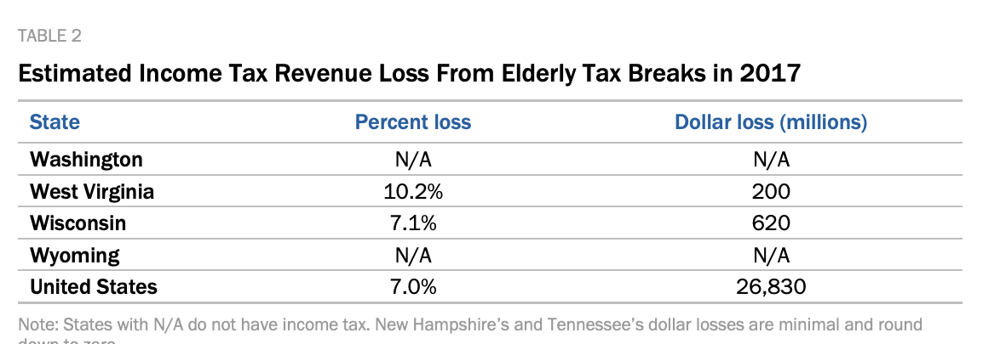 TABLE 2
Estimated Income Tax Revenue Loss From Elderly Tax Breaks in 2017
State Percent loss Dollar loss (millions)
Washington N/A N/A
West Virginia 10.2% 200
Wisconsin 7.1% 620
Wyoming N/A N/A
United States 7.0% 26,830
Note: States with N/A do not have income tax. New Hampshire’s and Tennessee’s dollar losses are minimal and round
down to zero.